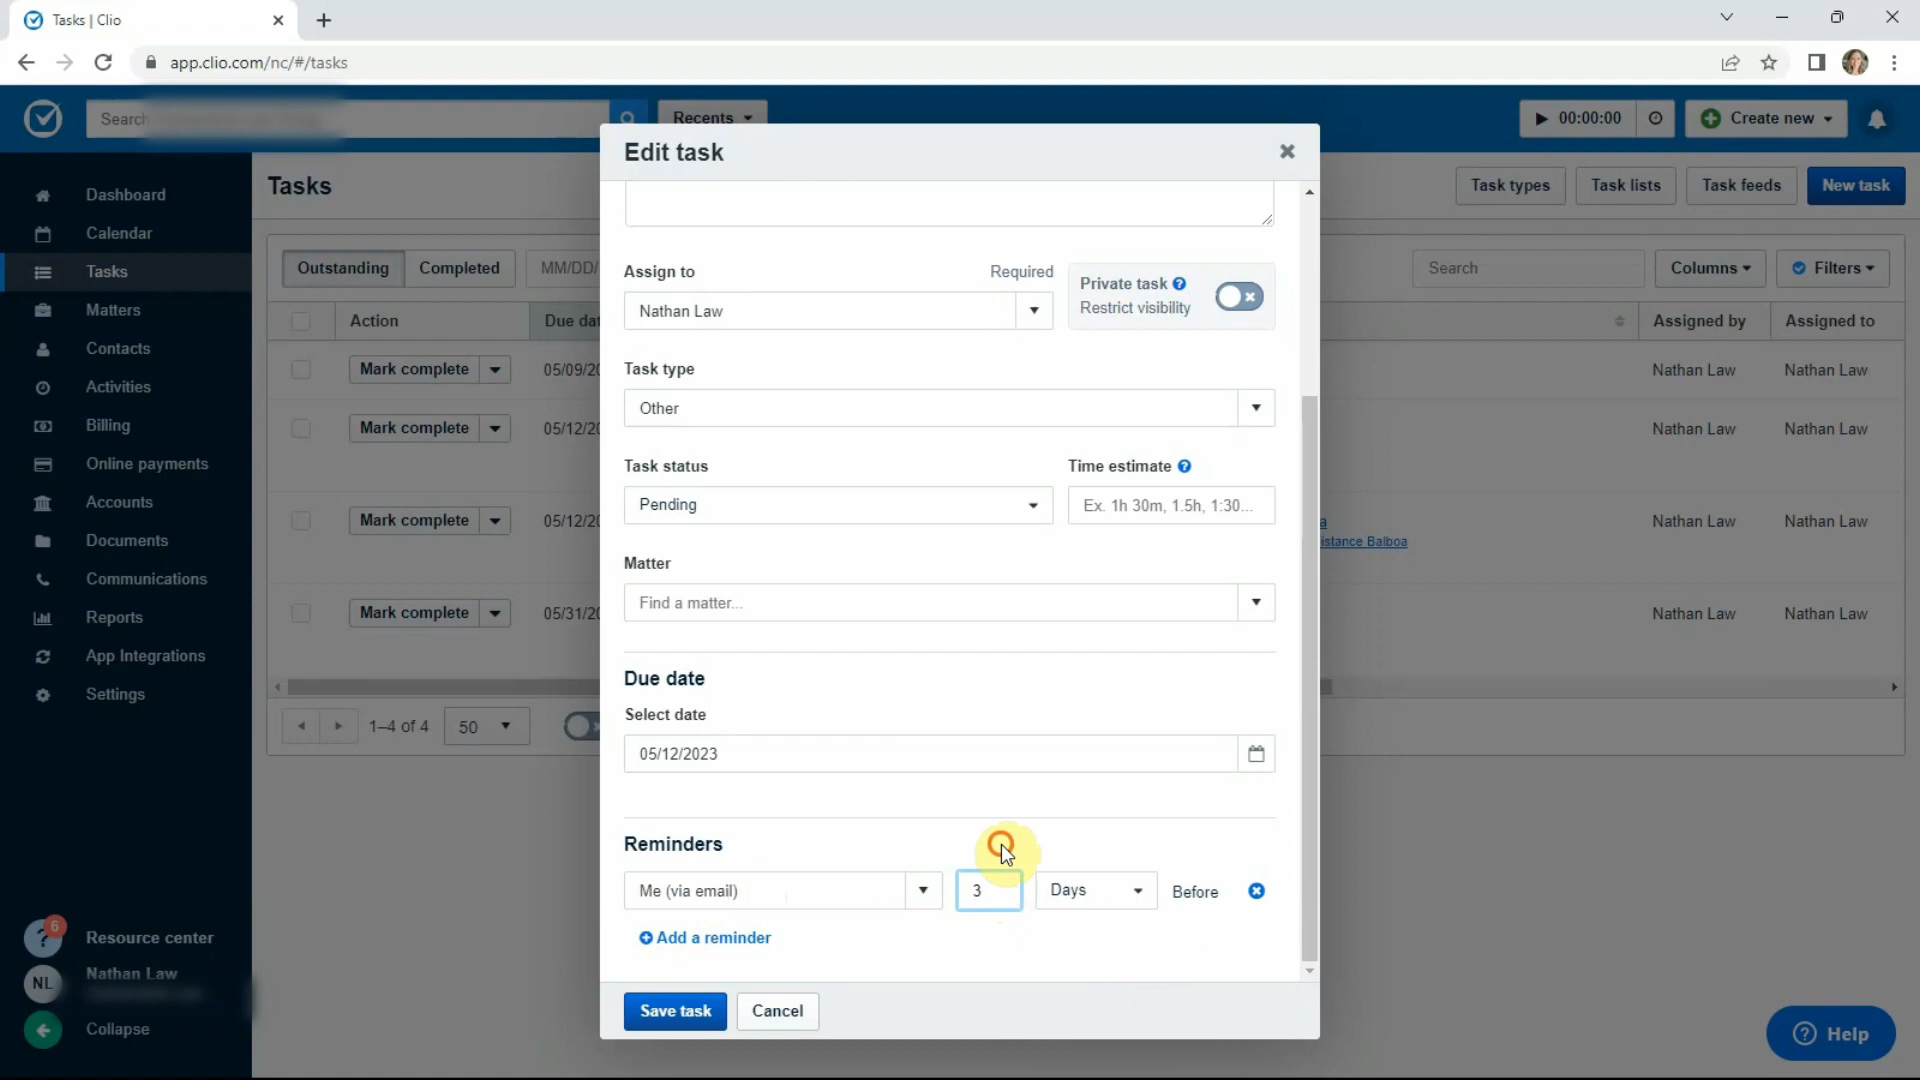 Tasks | Clio
app.clio.com/nc/#/tasks
Search
Recents
00:00:00
Create new
Edit task
Dashboard
Calendar
Tasks
Matters
Contacts
Activities
Billing
Online payments
Accounts
Documents
Communications
Reports
App Integrations
Settings
6
?
Resource center
NL
Nathan Law
Collapse
Tasks
Task types
Task lists
Task feeds
New task
Outstanding
Completed
MM/DD/
Search
Columns
Filters
Action
Due dat
Assigned by
Assigned to
Mark complete
05/09/20
Nathan Law
Nathan Law
Mark complete
05/12/20
Nathan Law
Nathan Law
Mark complete
05/12/20
a
istance Balboa
Nathan Law
Nathan Law
Mark complete
05/31/20
Nathan Law
Nathan Law
1–4 of 4
50
Assign to
Required
Nathan Law
Private task ?
Restrict visibility
Task type
Other
Task status
Pending
Time estimate ?
Ex. 1h 30m, 1.5h, 1:30...
Matter
Find a matter...
Due date
Select date
05/12/2023
Reminders
Me (via email)
3
Days
Before
Add a reminder
Save task
Cancel
? Help